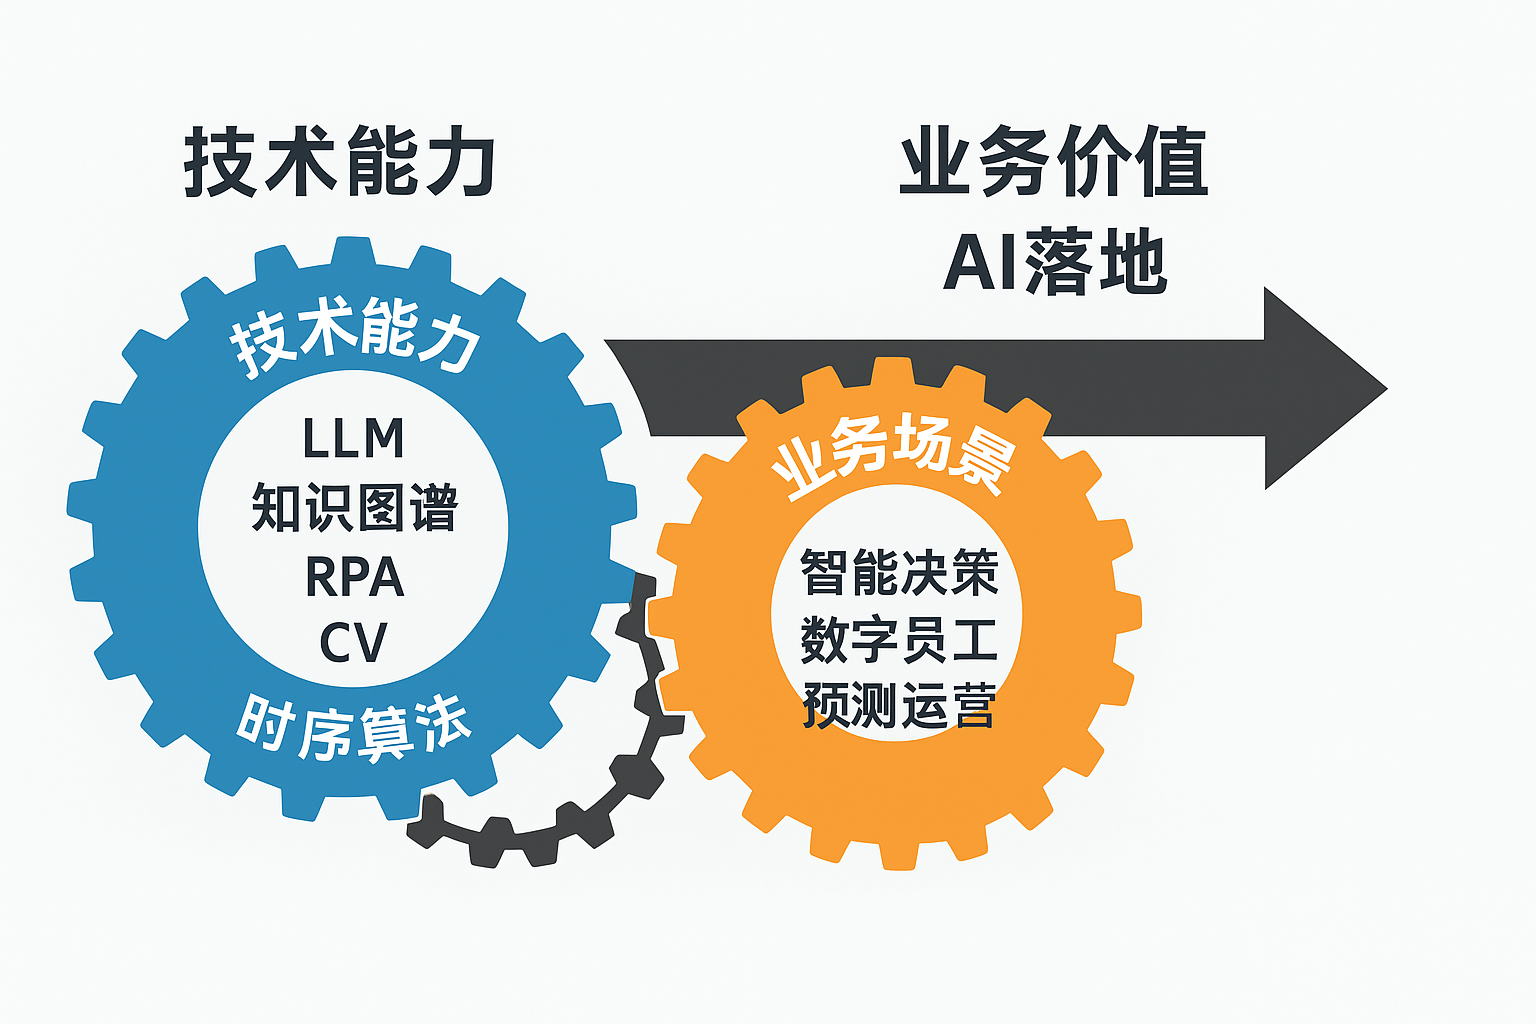 技术能力
业务价值
AI落地
技术能力
LLM
知识图谱
RPA
CV
时序算法
业务场景
智能决策
数字员工
预测运营